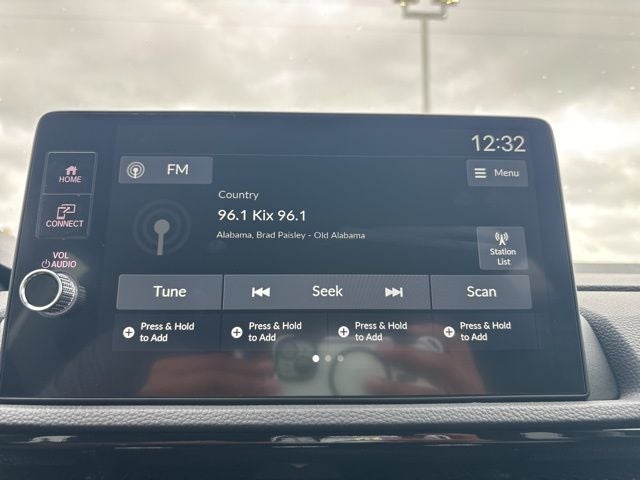 12:32
HOME
FM
Menu
CONNECT
Country
96.1 Kix 96.1
Alabama, Brad Paisley - Old Alabama
Station
List
VOL
AUDIO
Tune
Seek
Scan
Press & Hold
to Add
Press & Hold
to Add
Press & Hold
to Add
Press & Hold
to Add